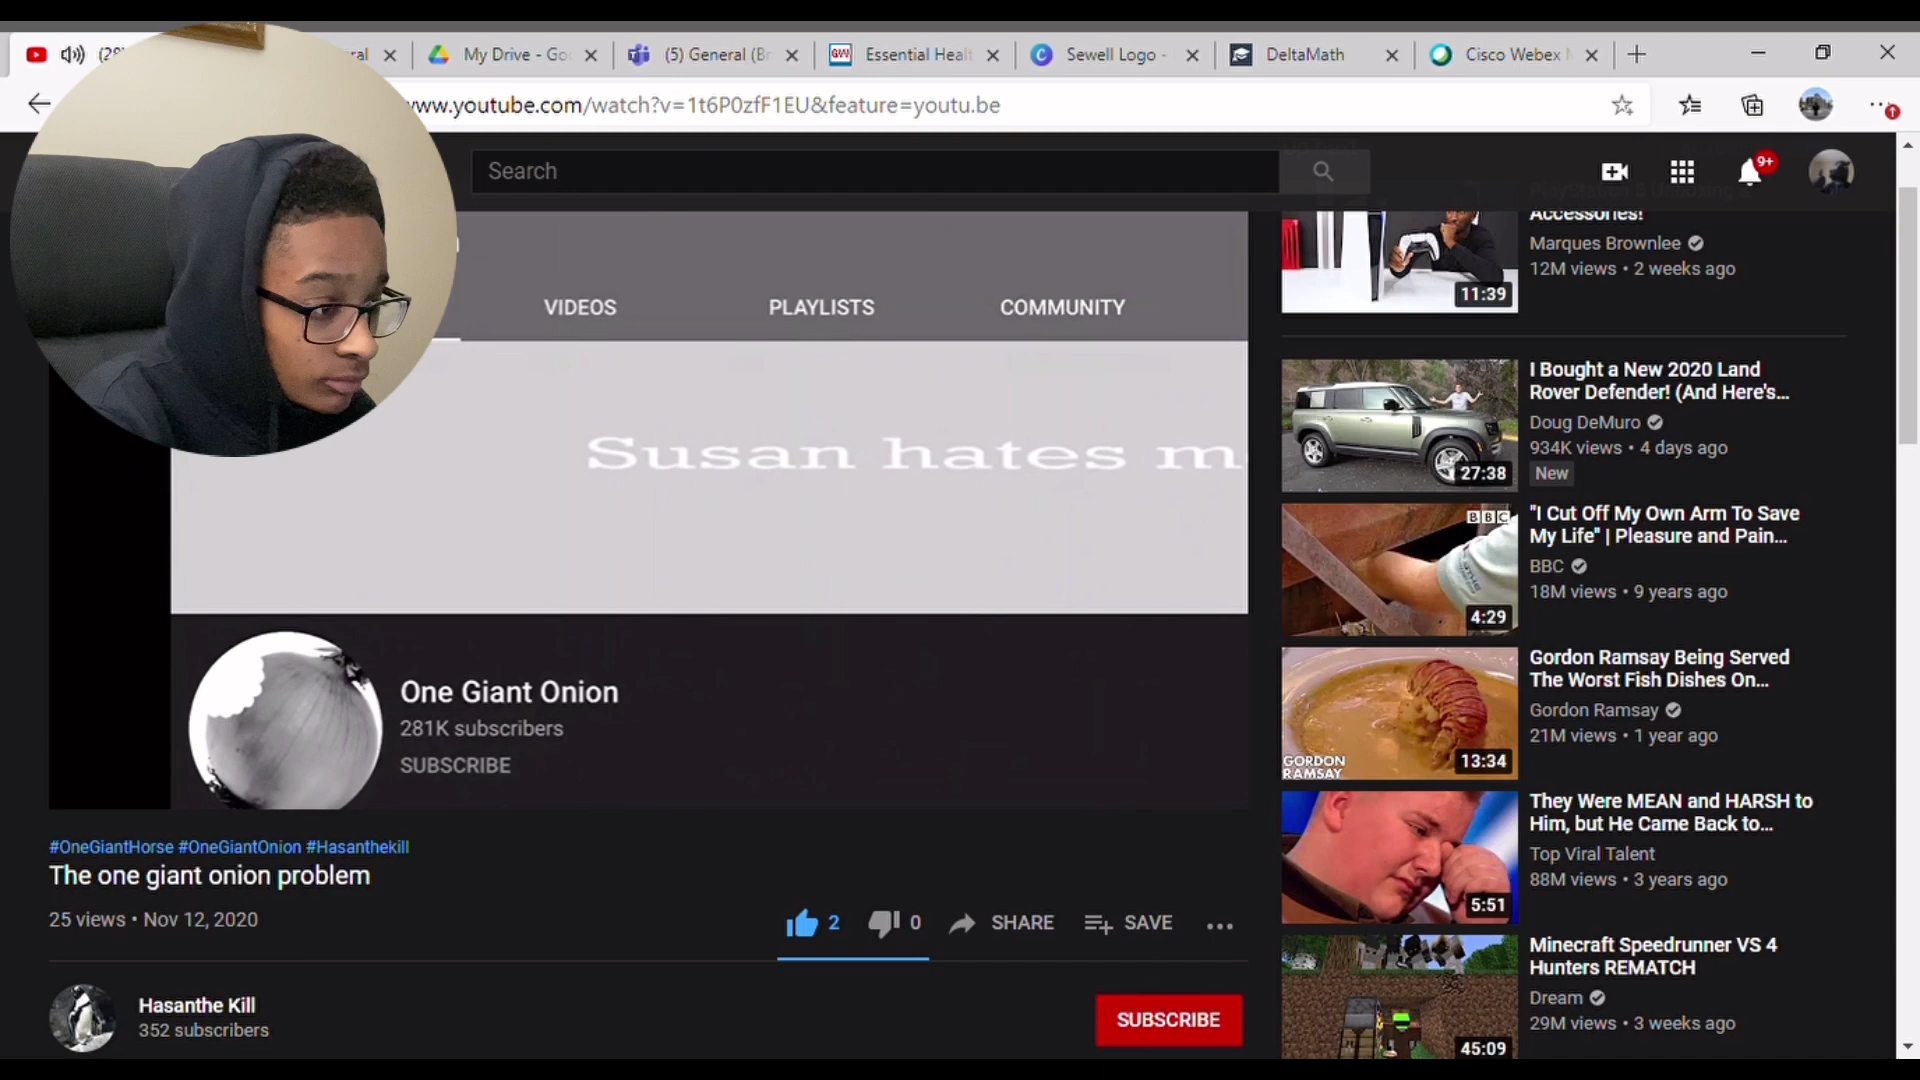 My Drive - Go
(5) General (Br
Essential Healt
Sewell Logo -
DeltaMath
Cisco Webex
www.youtube.com/watch?v=1t6P0zfF1EU&feature=youtu.be
Search
9+
VIDEOS
PLAYLISTS
COMMUNITY
Susan hates m
One Giant Onion
281K subscribers
SUBSCRIBE
#OneGiantHorse #OneGiantOnion #Hasanthekill
The one giant onion problem
25 views • Nov 12, 2020
2
0
SHARE
SAVE
Hasanthe Kill
352 subscribers
SUBSCRIBE
Accessories!
Marques Brownlee
12M views • 2 weeks ago
11:39
I Bought a New 2020 Land
Rover Defender! (And Here's...
Doug DeMuro
934K views • 4 days ago
New
27:38
"I Cut Off My Own Arm To Save
My Life" | Pleasure and Pain...
BBC
18M views • 9 years ago
BBC
4:29
Gordon Ramsay Being Served
The Worst Fish Dishes On...
Gordon Ramsay
21M views • 1 year ago
GORDON
RAMSAY
13:34
They Were MEAN and HARSH to
Him, but He Came Back to...
Top Viral Talent
88M views • 3 years ago
5:51
Minecraft Speedrunner VS 4
Hunters REMATCH
Dream
29M views • 3 weeks ago
45:09